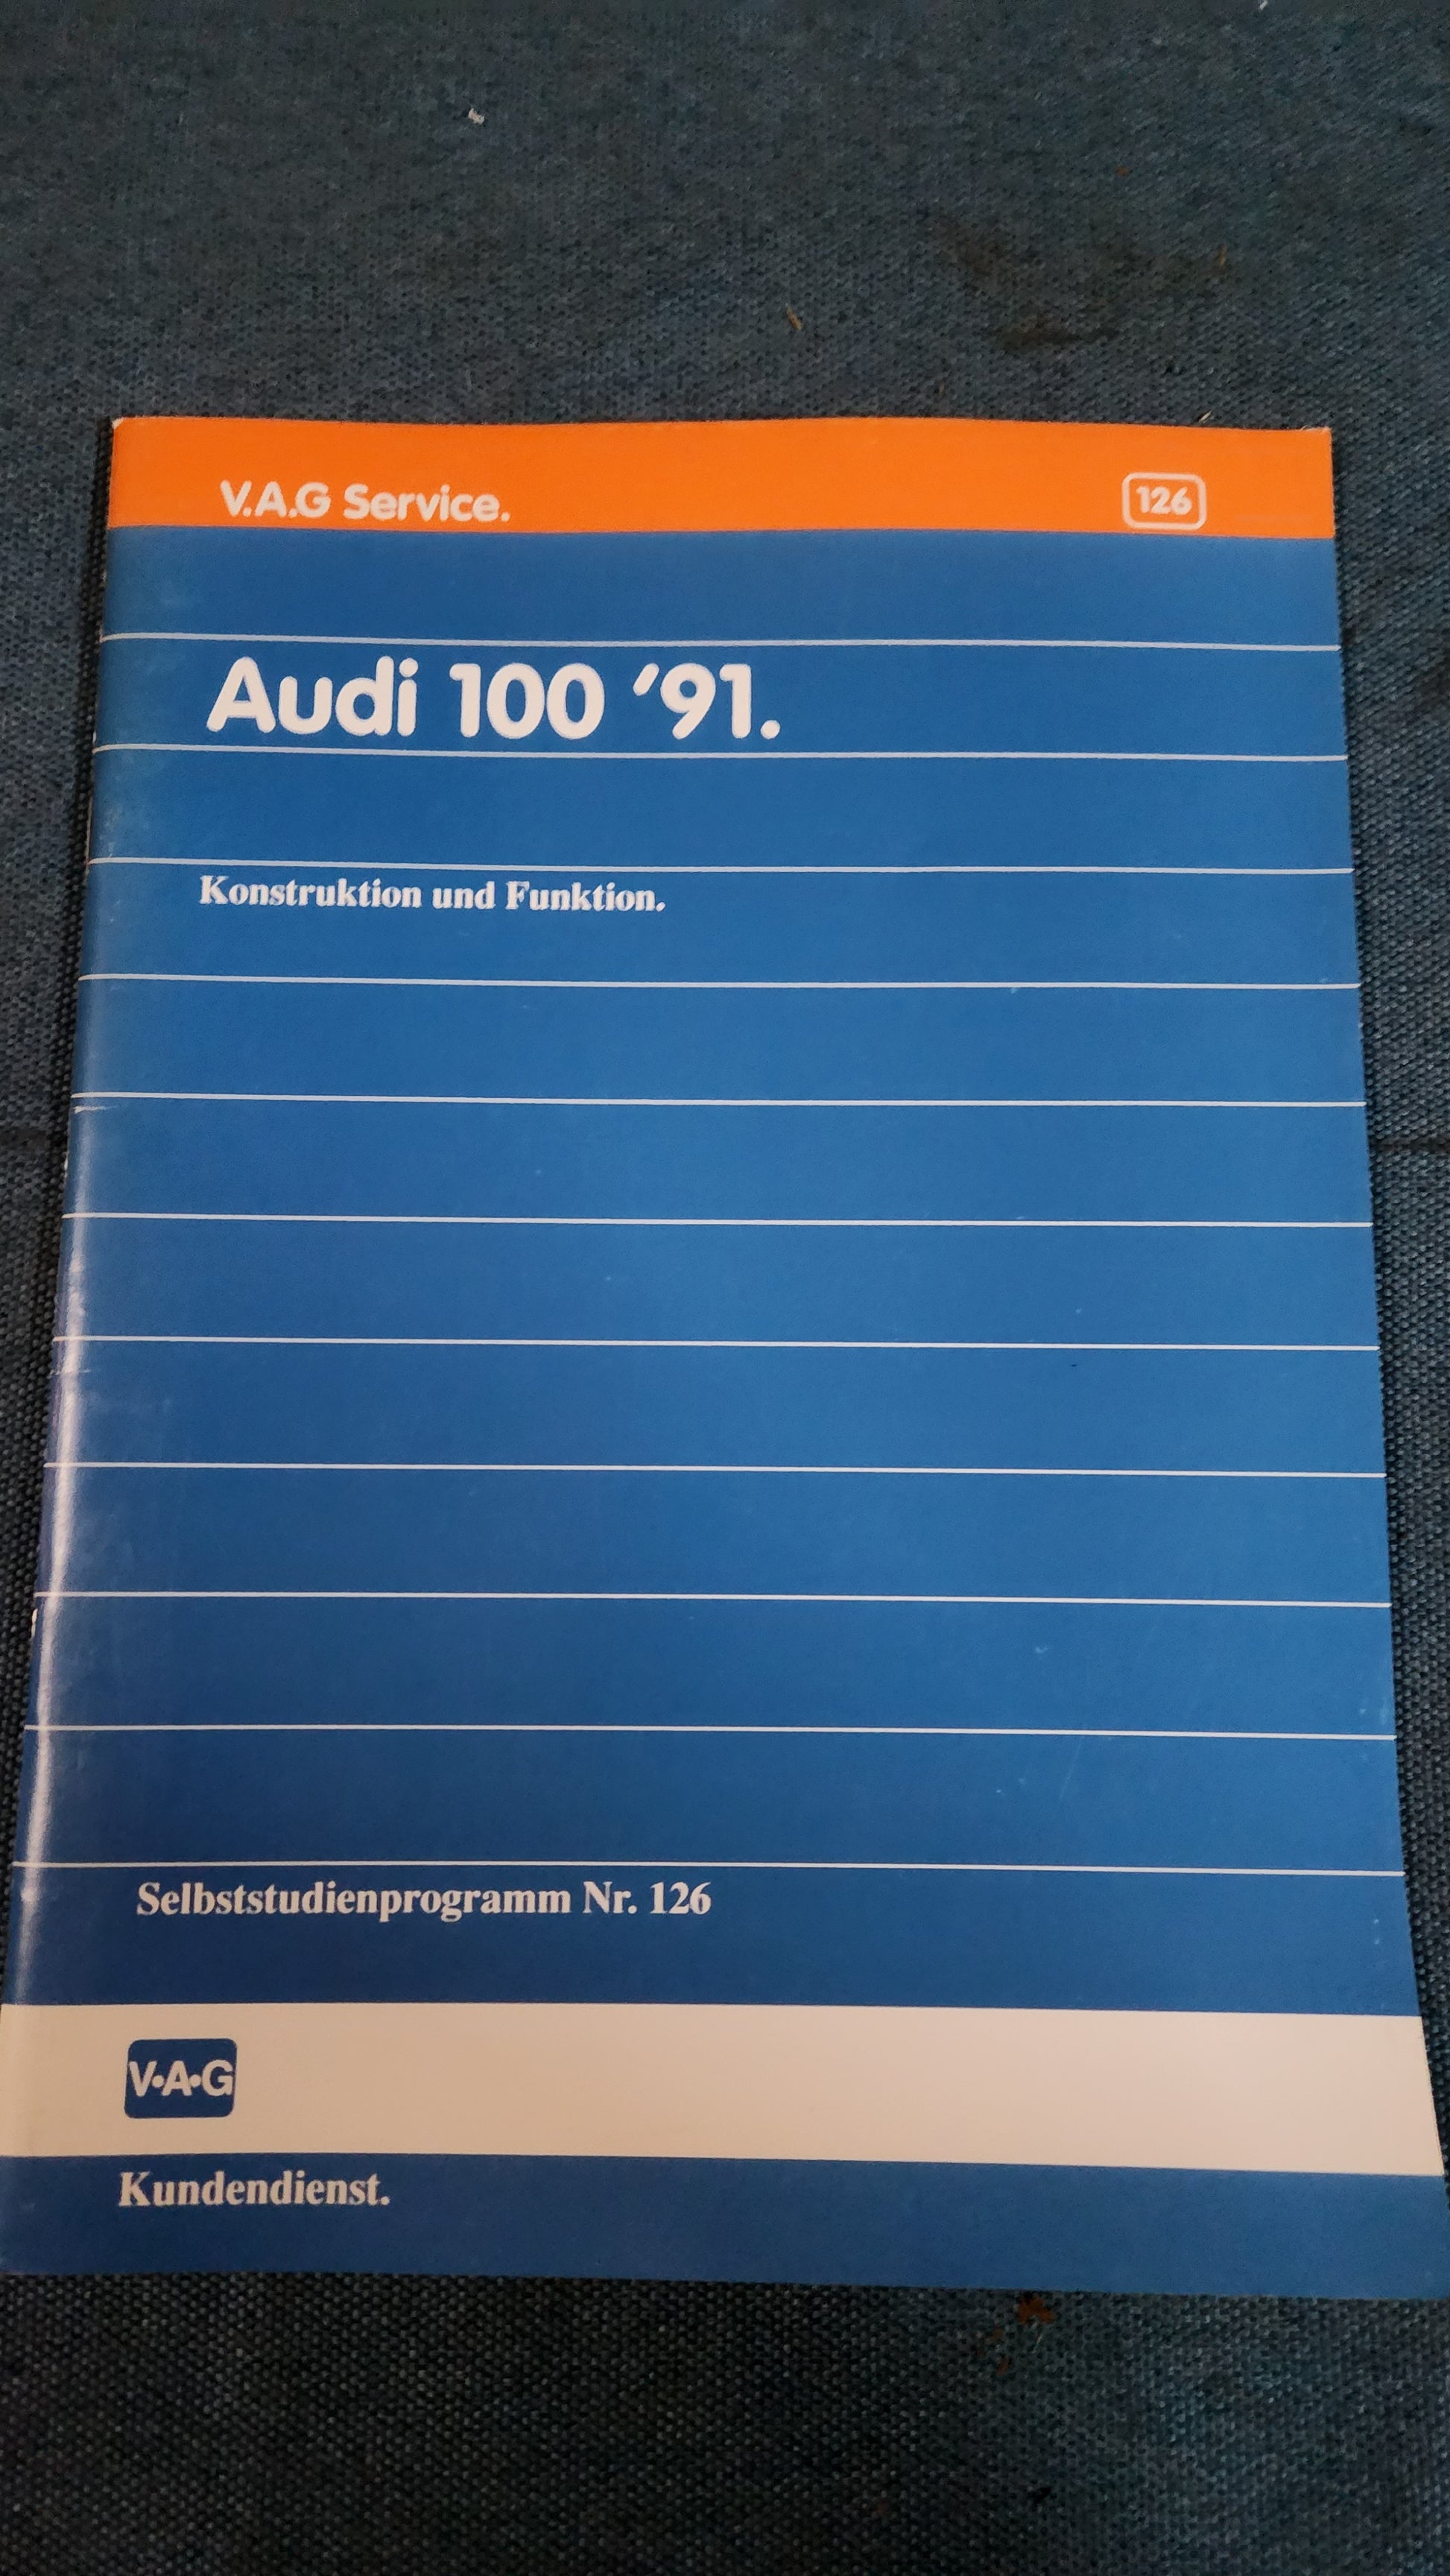 V.A.G Service.
126
Audi 100 '91.
Konstruktion und Funktion.
Selbststudienprogramm Nr. 126
V•A•G
Kundendienst.